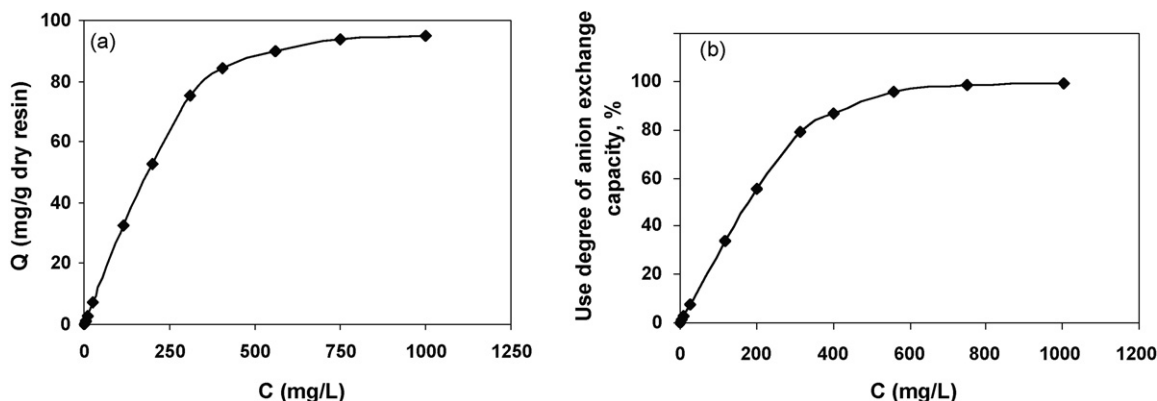 (a)
Q (mg/g dry resin)
100
80
60
40
20
0
0 250 500 750 1000 1250
C (mg/L)
(b)
Use degree of anion exchange
capacity, %
100
80
60
40
20
0
0 200 400 600 800 1000 1200
C (mg/L)